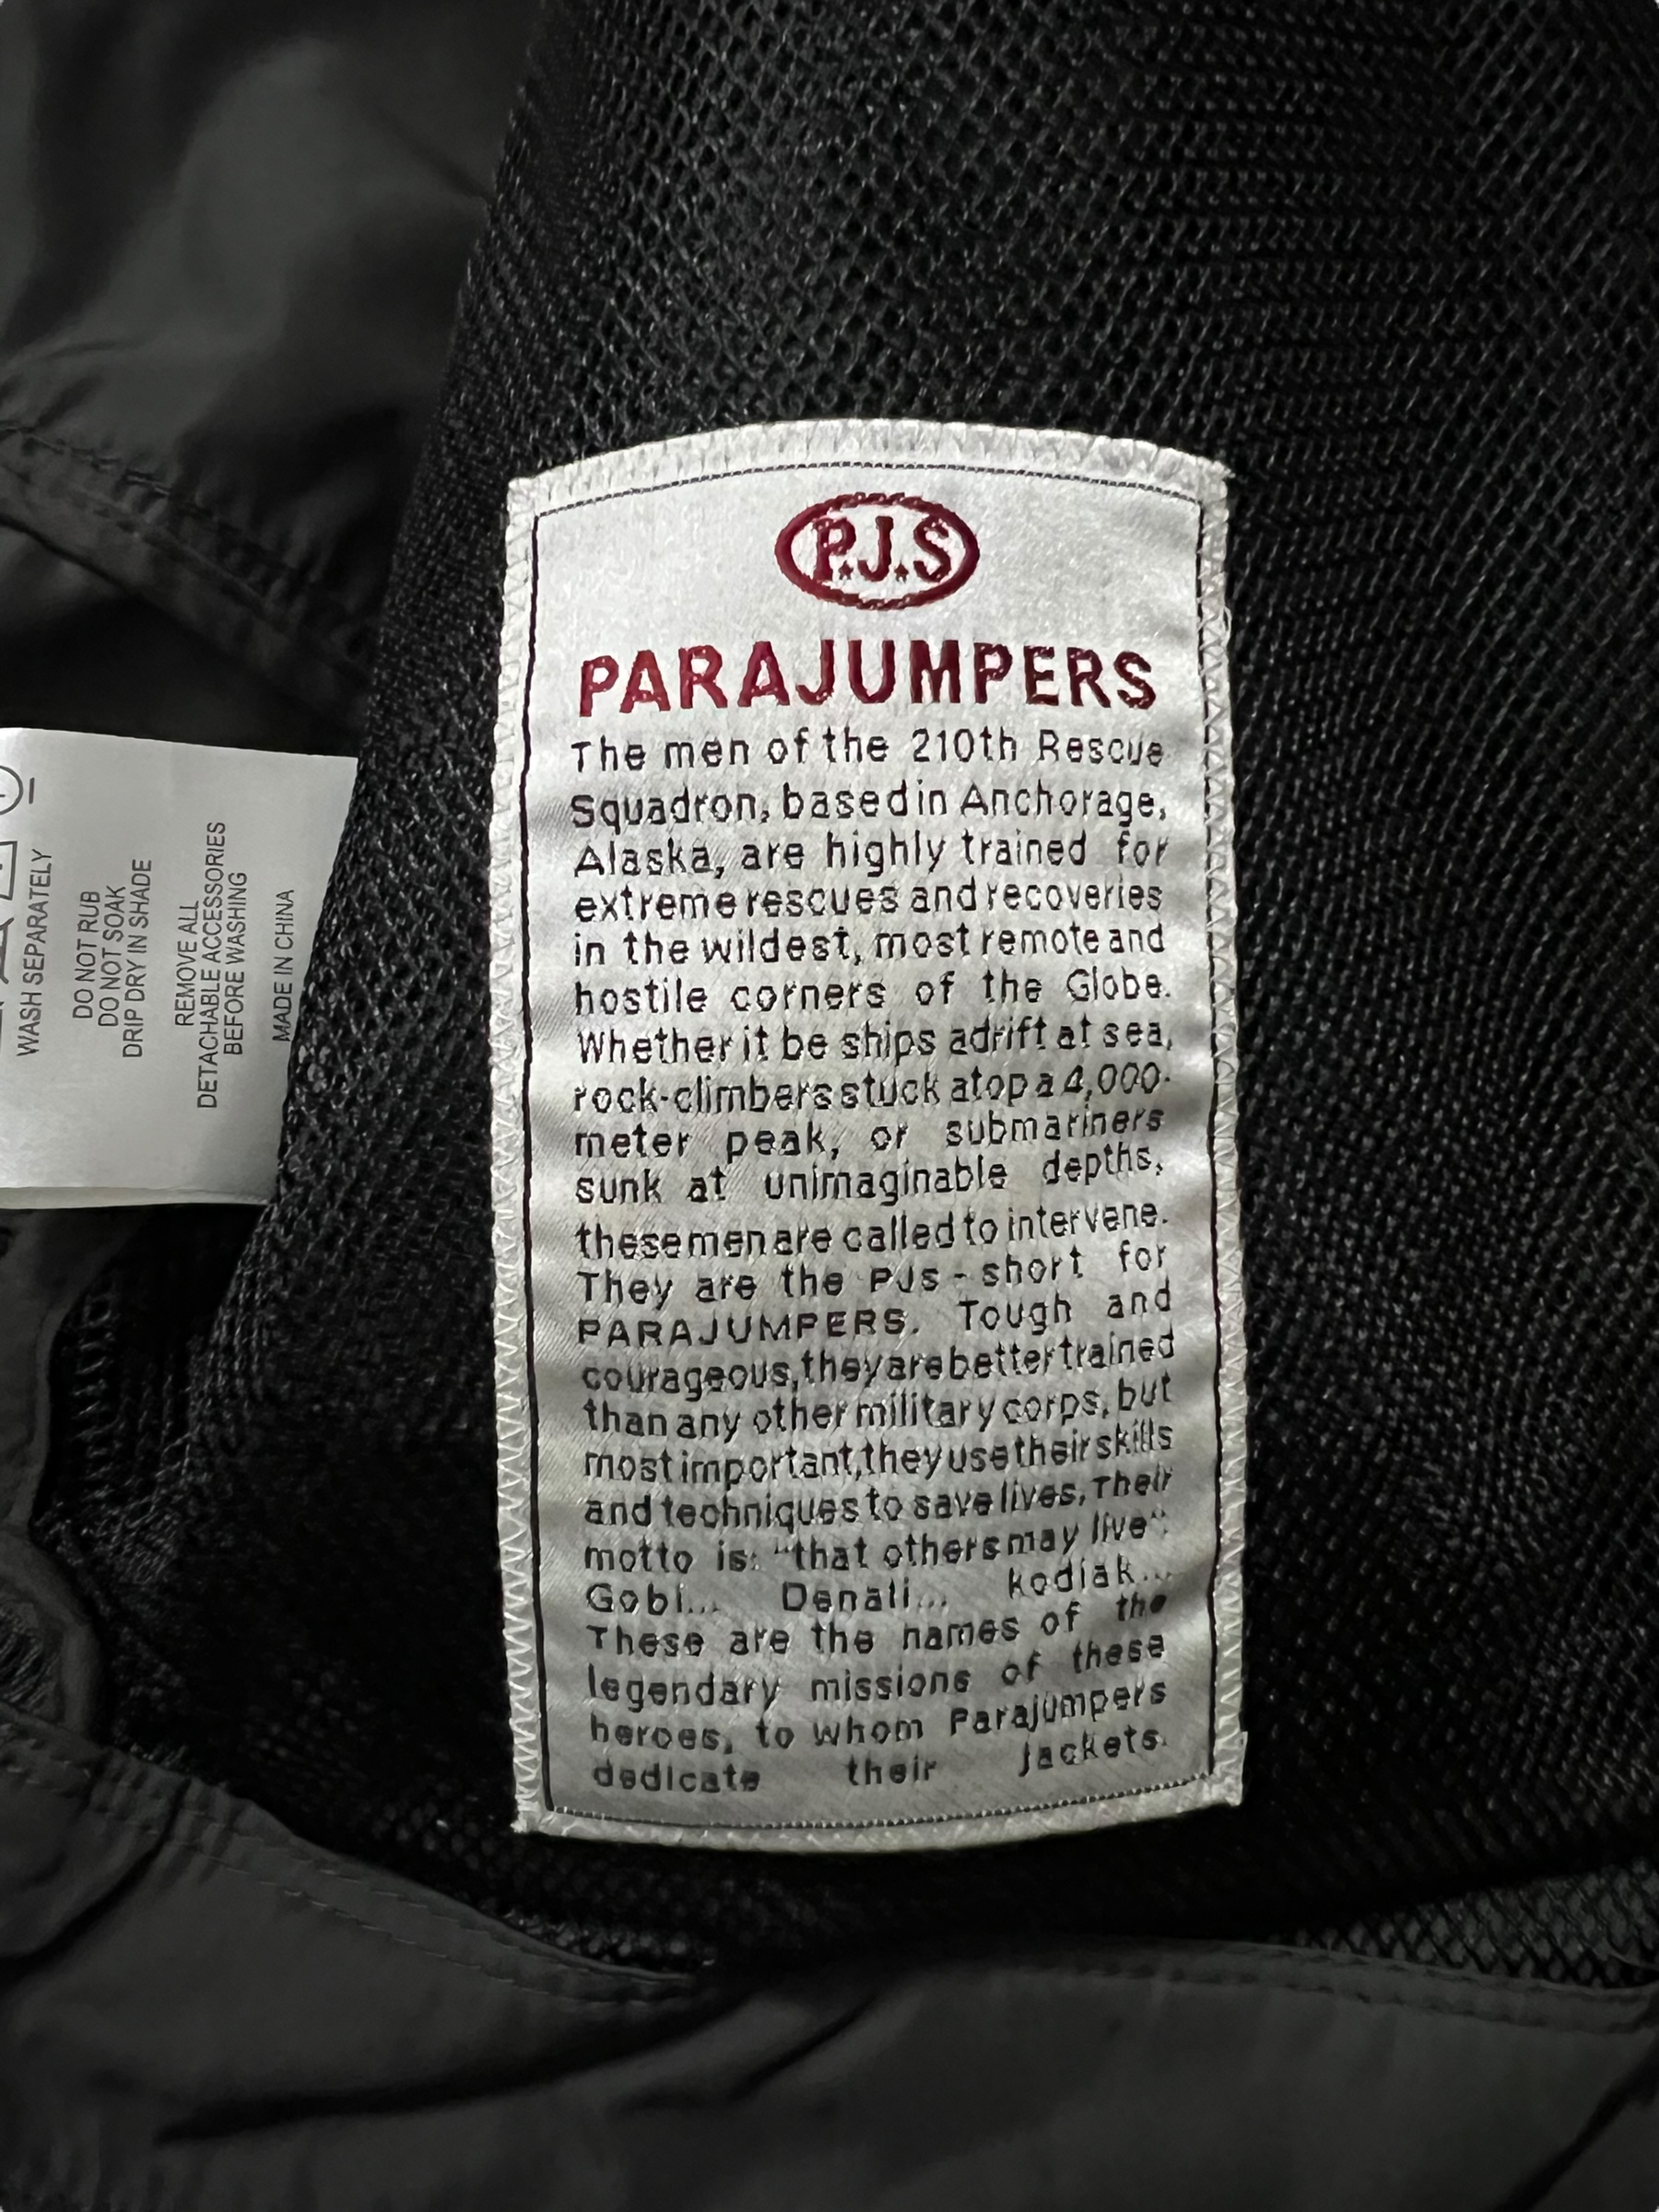 P.J.S
PARAJUMPERS
The men of the 210th Rescue
Squadron, based in Anchorage,
Alaska, are highly trained for
extreme rescues and recoveries
in the wildest, most remote and
hostile corners of the Globe.
Whether it be ships adrift at sea,
rock-climbers stuck atop a 4,000-
meter peak, or submariners
sunk at unimaginable depths,
these men are called to intervene.
They are the PJs - short for
PARAJUMPERS. Tough and
courageous, they are better trained
than any other military corps, but
most important, they use their skills
and techniques to save lives, Their
motto is: "that others may live".
Gobi... Denali... kodiak...
These are the names of the
legendary missions of these
heroes, to whom Parajumpers
dedicate their jackets.
WASH SEPARATELY
DO NOT RUB
DO NOT SOAK
DRIP DRY IN SHADE
REMOVE ALL
DETACHABLE ACCESSORIES
BEFORE WASHING
MADE IN CHINA